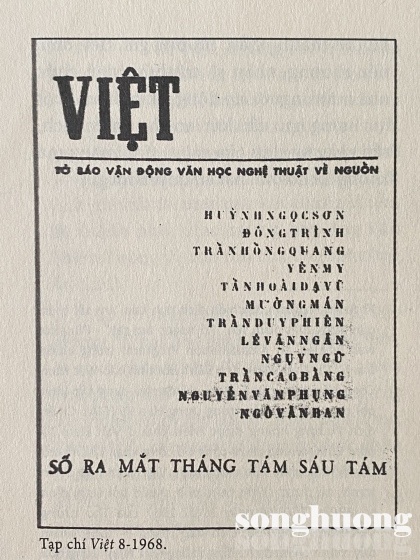 VIỆT
TỜ BÁO VẬN ĐỘNG VĂN HỌC NGHỆ THUẬT VỀ NGUỒN
HUỲNHNGỌCSƠN
ĐÔNGTRÌNH
TRẦNHỒNGQUANG
YÊNMY
TẦNHOÀIDẠVŨ
MƯỜNGMÁN
TRẦNDUYPHIÊN
LÊVĂNNGĂN
NGUỴNGỮ
TRẦNCAOBẰNG
NGUYỄNVĂNPHỤNG
NGÔVĂNBAN
SỐ RA MẮT THÁNG TÁM SÁU TÁM
songhuong
Tạp chí Việt 8-1968.